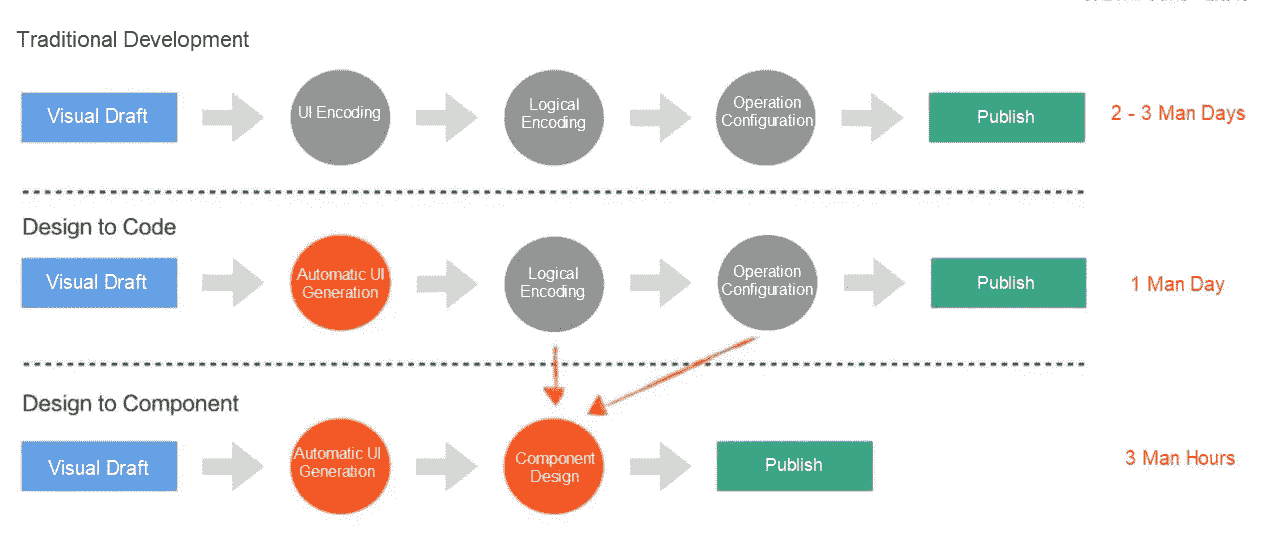 Traditional Development
Visual Draft
UI Encoding
Logical
Encoding
Operation
Configuration
Publish
2 - 3 Man Days
Design to Code
Visual Draft
Automatic UI
Generation
Logical
Encoding
Operation
Configuration
Publish
1 Man Day
Design to Component
Visual Draft
Automatic UI
Generation
Component
Design
Publish
3 Man Hours